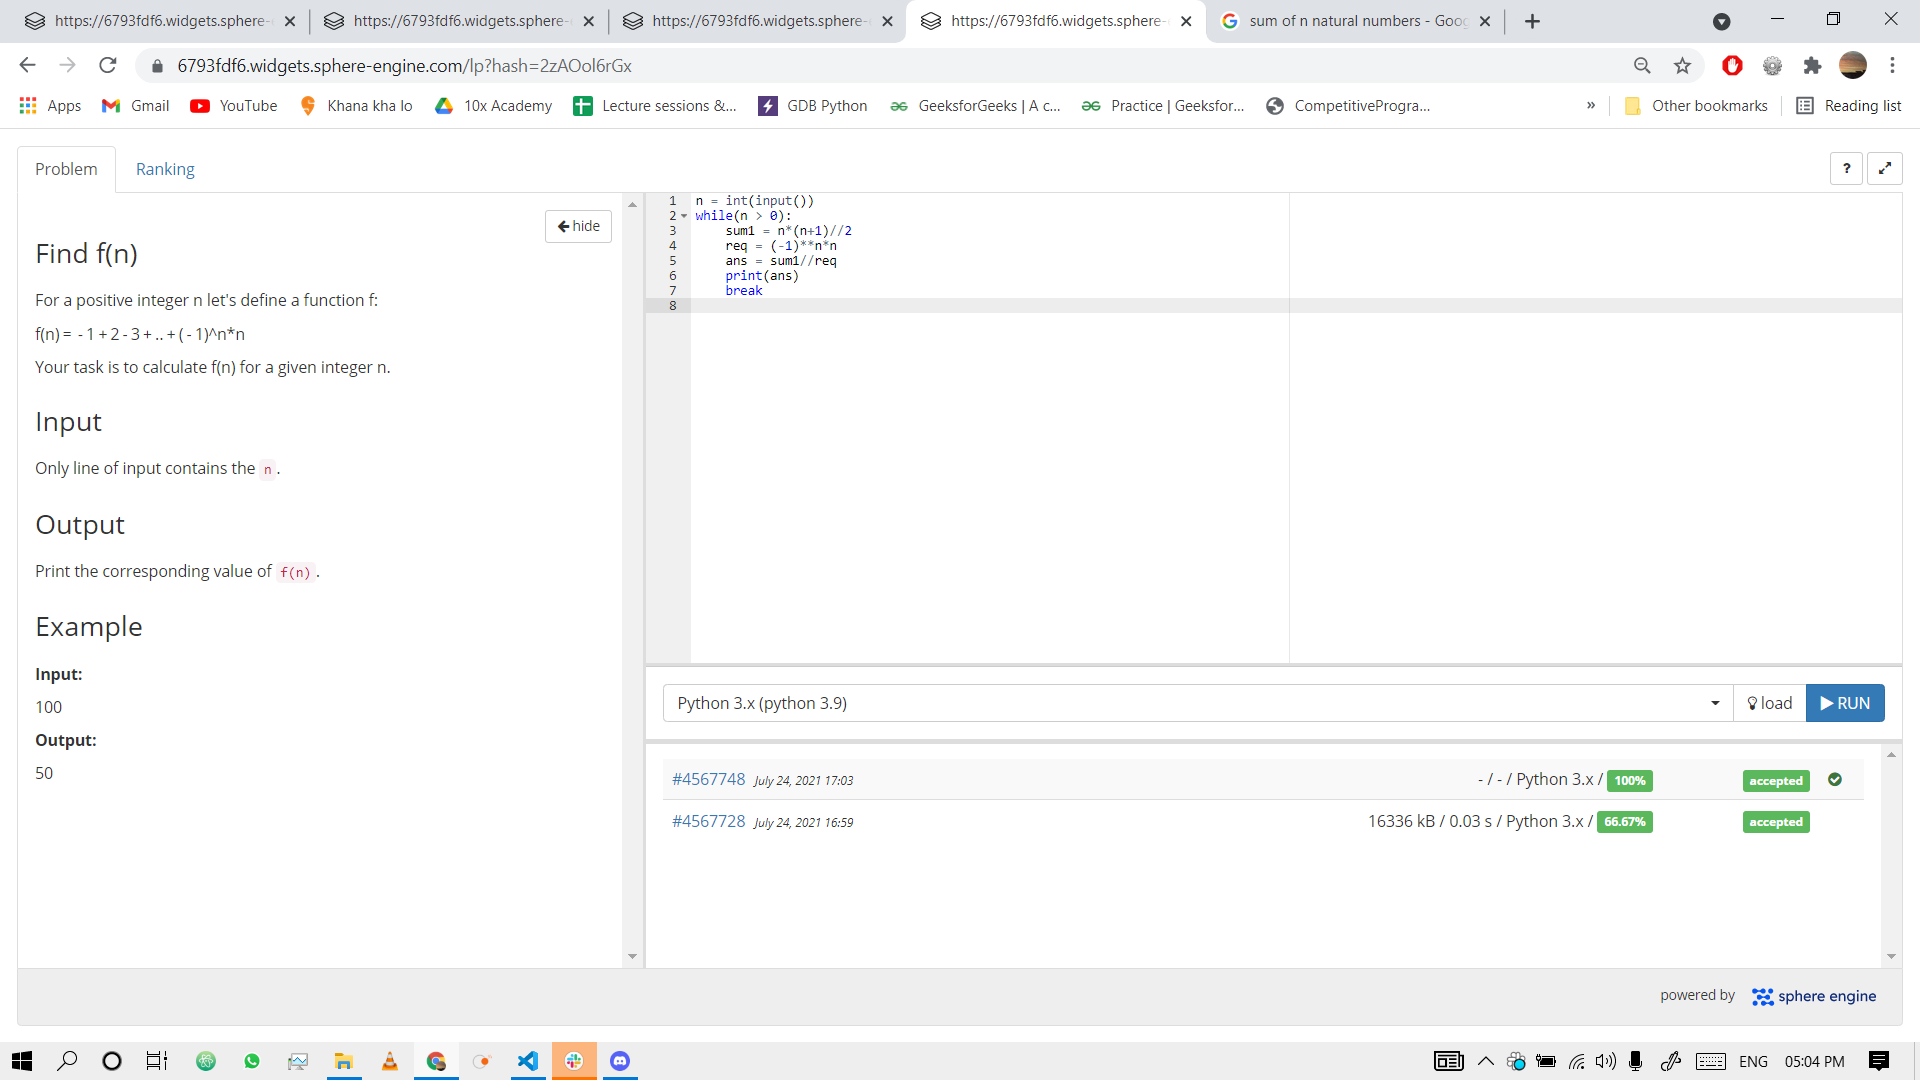 https://6793fdf6.widgets.sphere-
https://6793fdf6.widgets.sphere-
https://6793fdf6.widgets.sphere-
https://6793fdf6.widgets.sphere-
sum of n natural numbers - Goog
6793fdf6.widgets.sphere-engine.com/lp?hash=2zAOol6rGx
Apps
Gmail
YouTube
Khana kha lo
10x Academy
Lecture sessions &...
GDB Python
GeeksforGeeks | A c...
Practice | Geeksfor...
CompetitiveProgra...
»
Other bookmarks
Reading list
Problem
Ranking
?
hide
Find f(n)
For a positive integer n let's define a function f:
f(n) = - 1 + 2 - 3 + .. + ( - 1)^n*n
Your task is to calculate f(n) for a given integer n.
Input
Only line of input contains the n.
Output
Print the corresponding value of f(n).
Example
Input:
100
Output:
50
1 n = int(input())
2 while(n > 0):
3 sum1 = n*(n+1)//2
4 req = (-1)**n*n
5 ans = sum1//req
6 print(ans)
7 break
8
Python 3.x (python 3.9)
load
RUN
#4567748 July 24, 2021 17:03 - / - / Python 3.x / 100% accepted
#4567728 July 24, 2021 16:59 16336 kB / 0.03 s / Python 3.x / 66.67% accepted
powered by sphere engine
ENG
05:04 PM